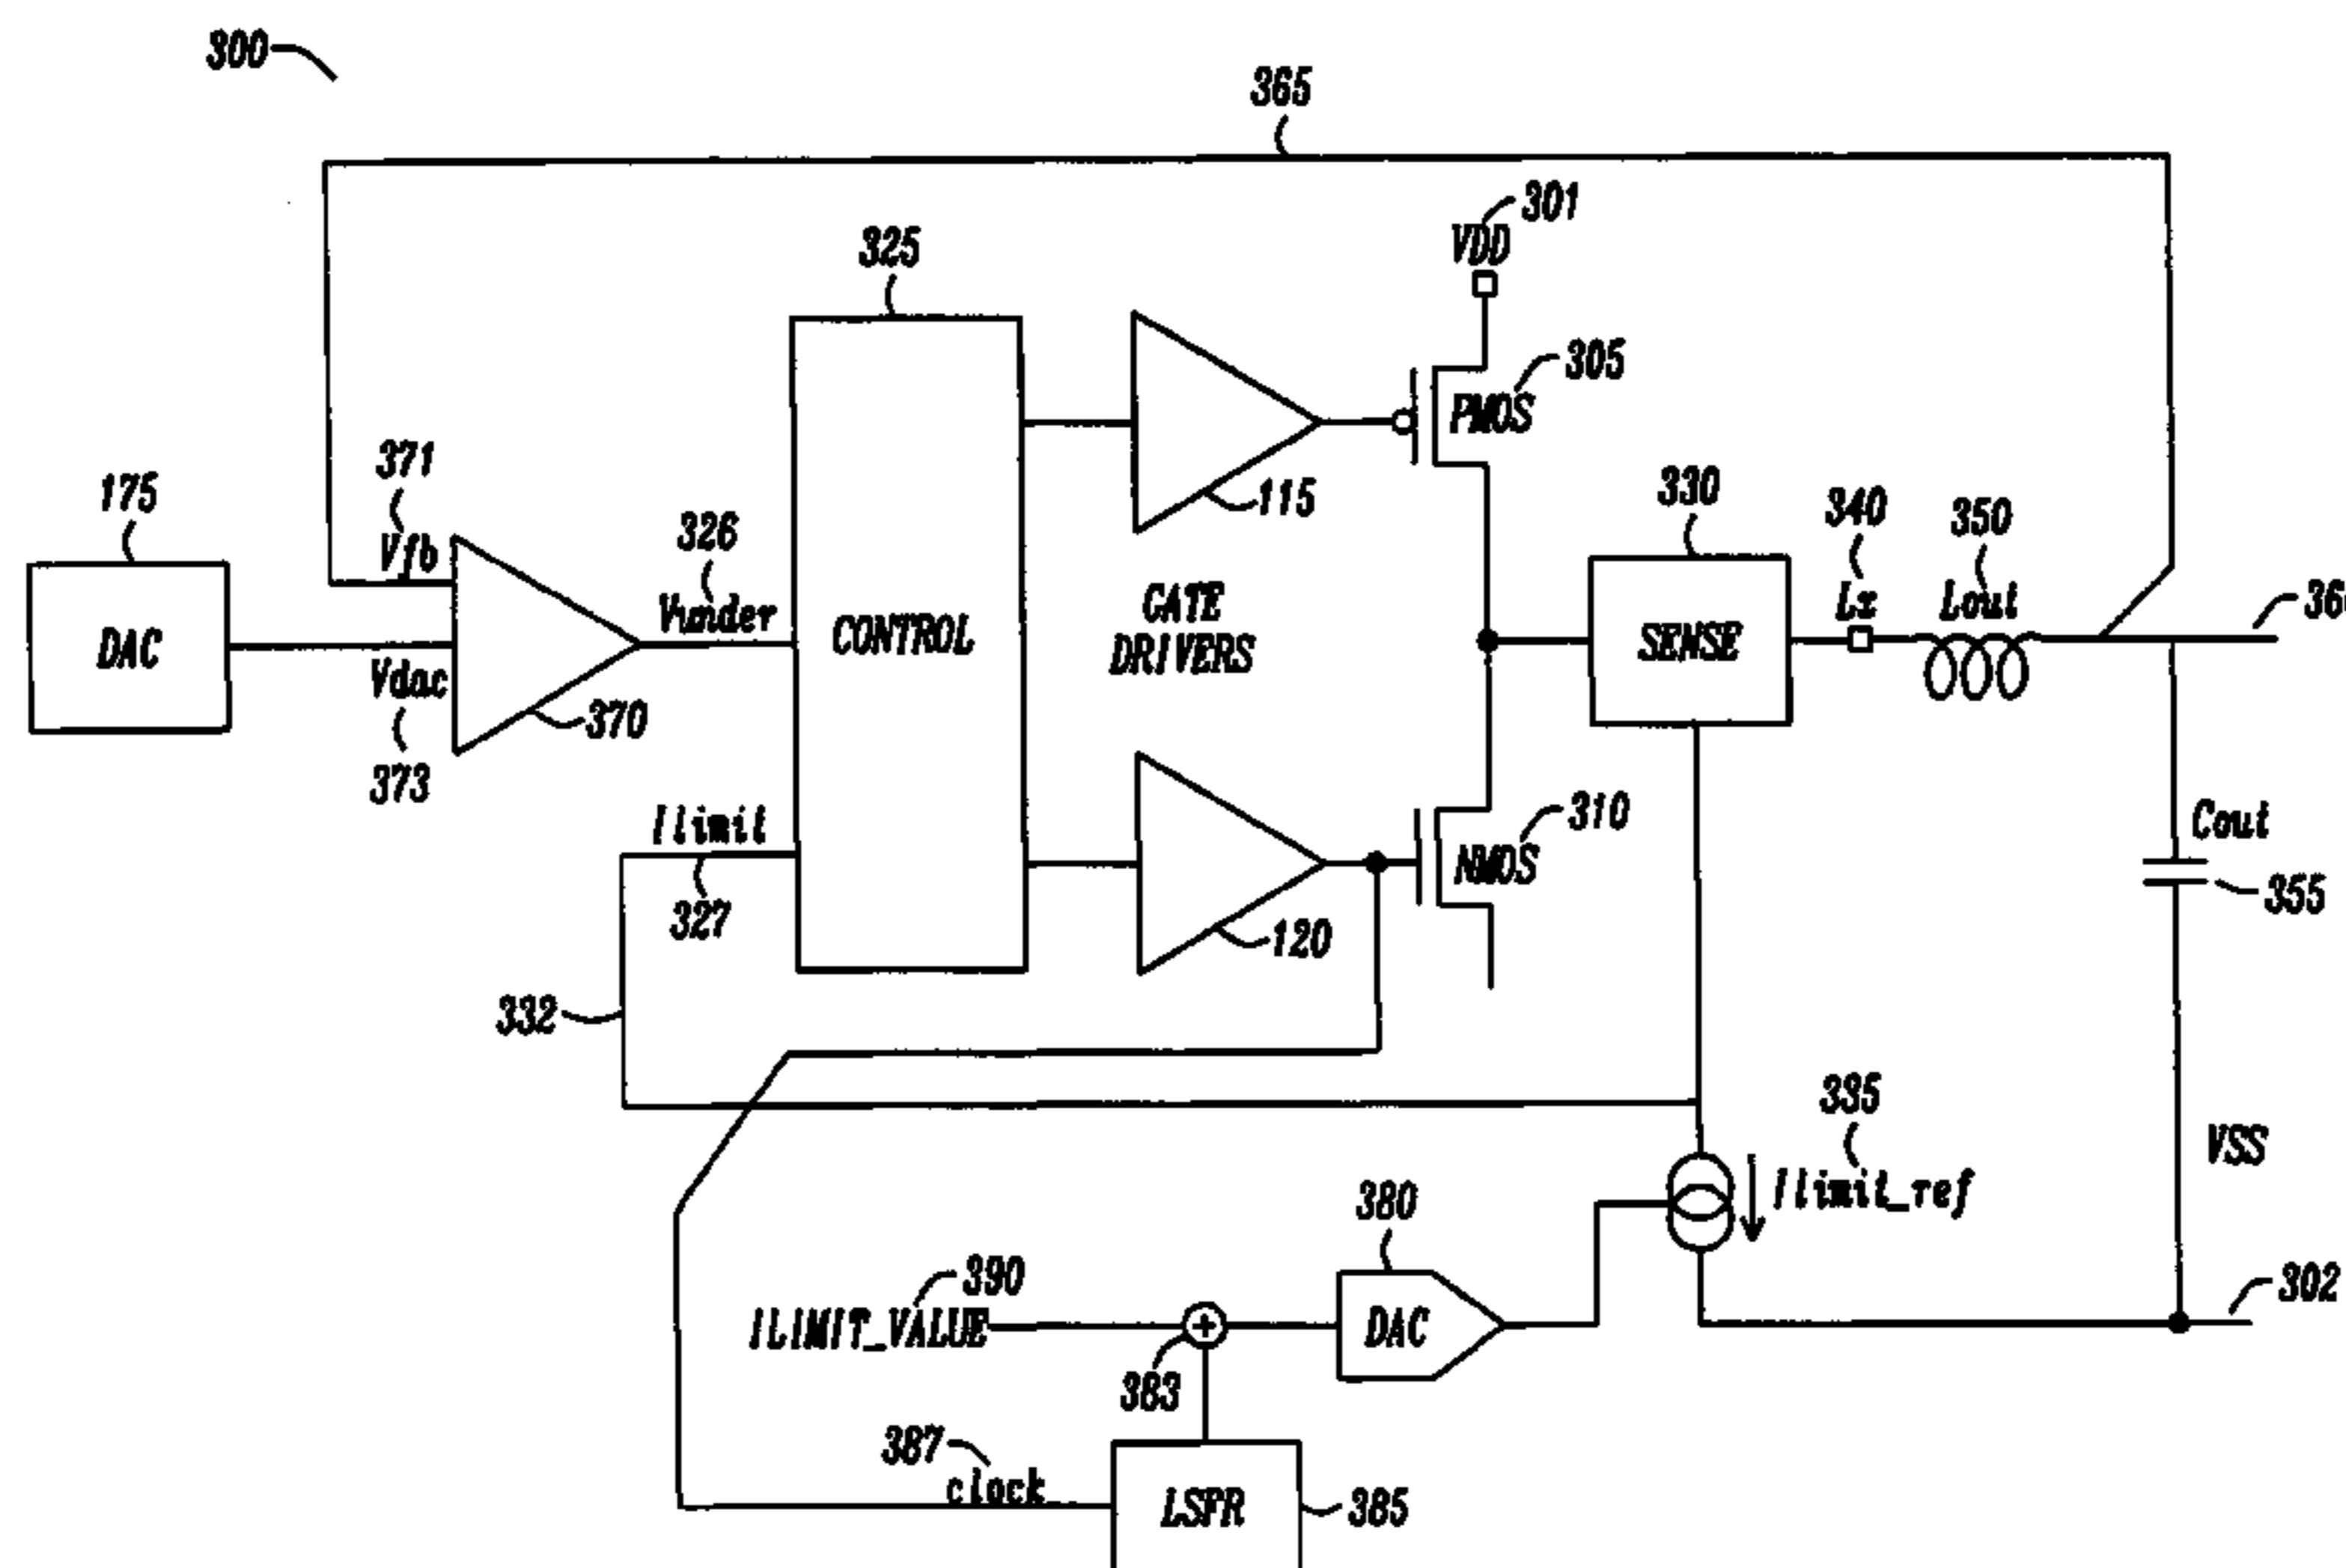 300
365
301
VDD
325
305
PMOS
371
175
Vfb
326
Vunder
115
330
340
350
Lx
Lout
DAC
CONTROL
GATE
DRIVERS
SENSE
Vdac
370
373
Ilimit
327
310
NMOS
Cout
355
120
332
335
Ilimit_ref
VSS
380
390
ILIMIT_VALUE
DAC
302
383
387
clock
LSFR
385